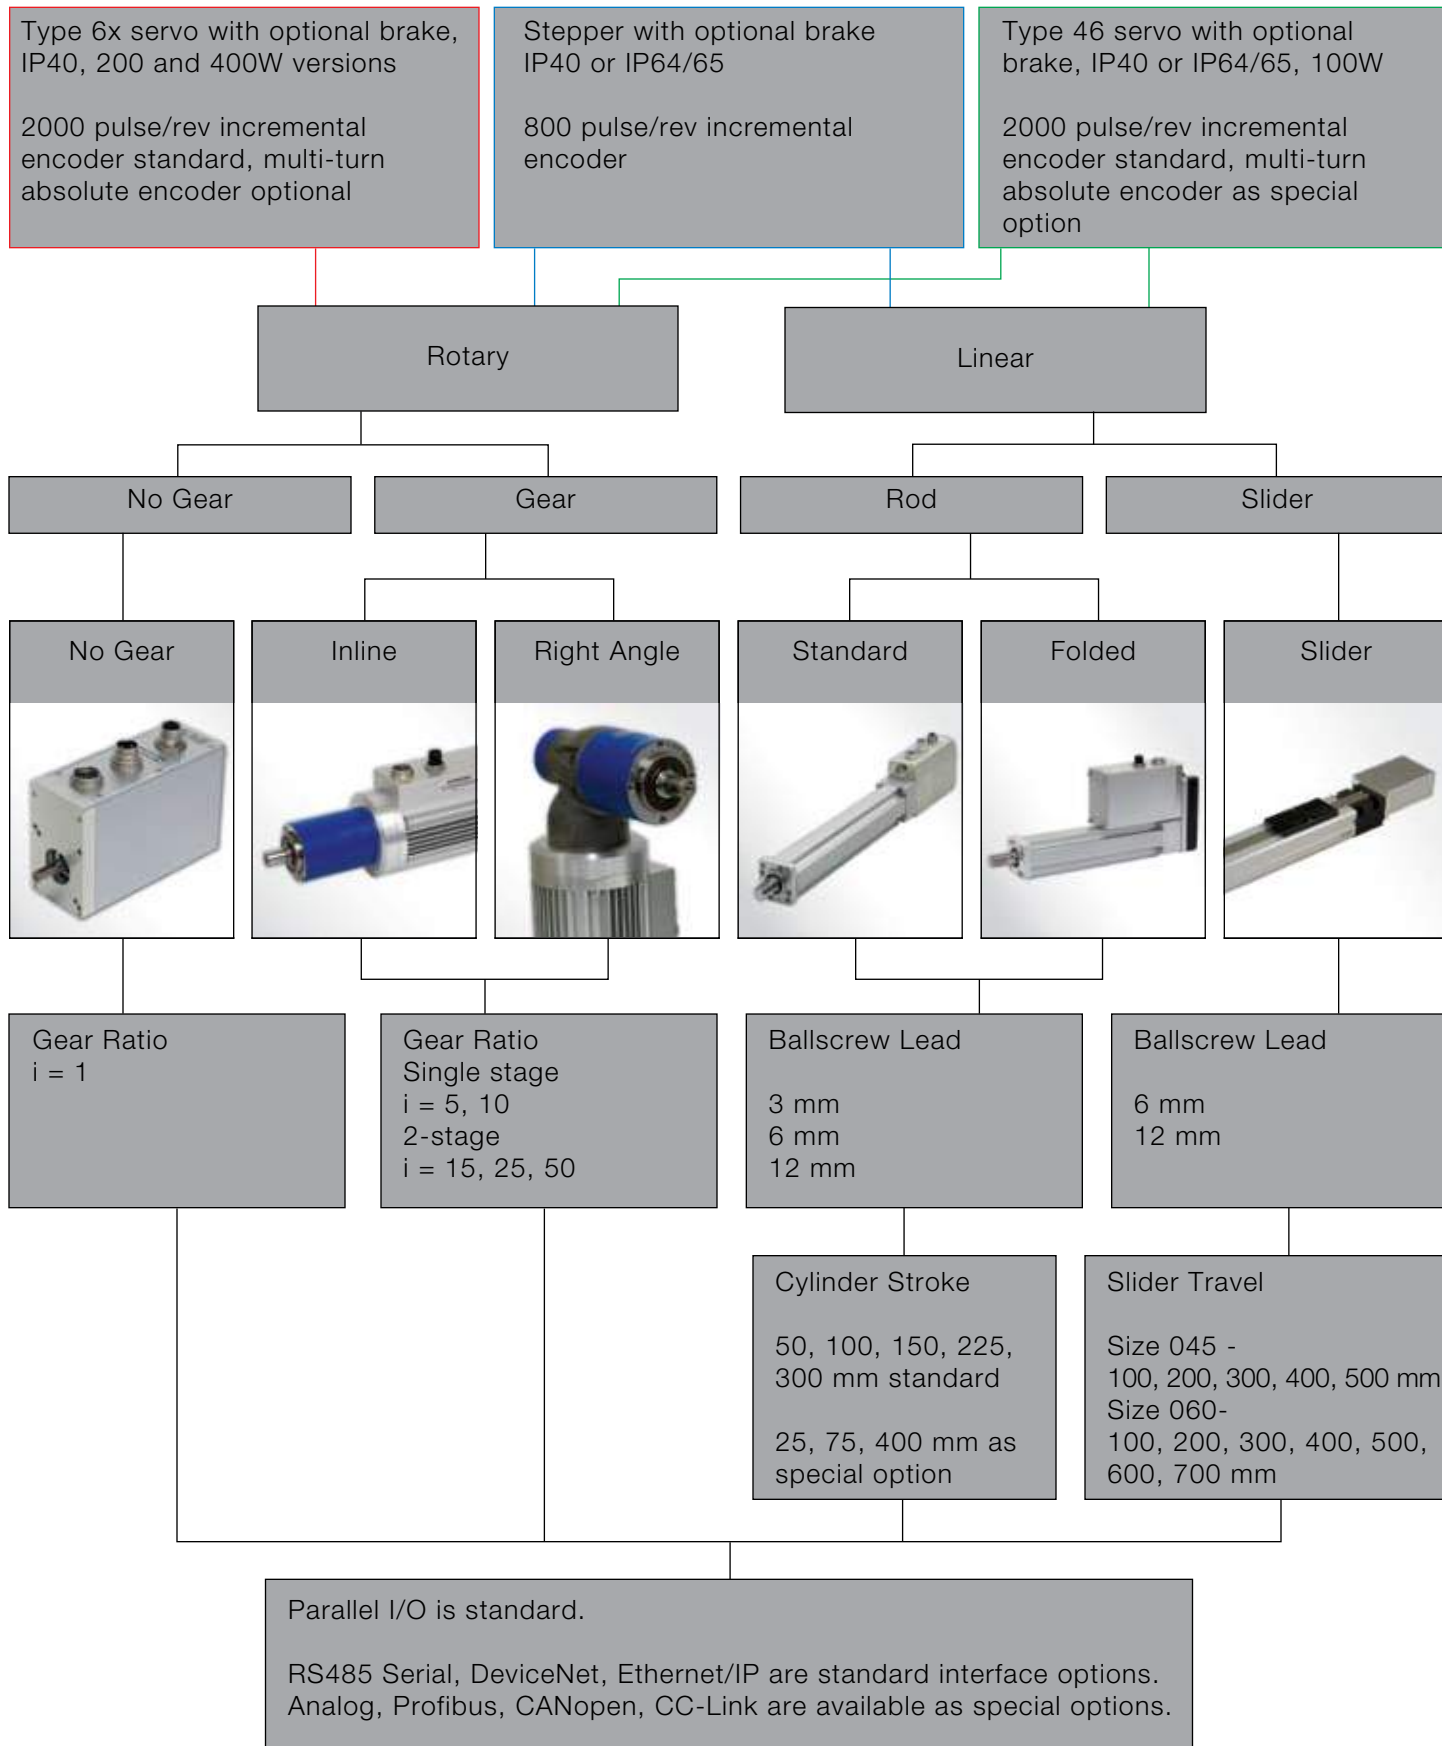 Type 6x servo with optional brake,
IP40, 200 and 400W versions
2000 pulse/rev incremental
encoder standard, multi-turn
absolute encoder optional
Stepper with optional brake
IP40 or IP64/65
800 pulse/rev incremental
encoder
Type 46 servo with optional
brake, IP40 or IP64/65, 100W
2000 pulse/rev incremental
encoder standard, multi-turn
absolute encoder as special
option
Rotary
Linear
No Gear
Gear
Rod
Slider
No Gear
Inline
Right Angle
Standard
Folded
Slider
Gear Ratio
i = 1
Gear Ratio
Single stage
i = 5, 10
2-stage
i = 15, 25, 50
Ballscrew Lead
3 mm
6 mm
12 mm
Ballscrew Lead
6 mm
12 mm
Cylinder Stroke
50, 100, 150, 225,
300 mm standard
25, 75, 400 mm as
special option
Slider Travel
Size 045 -
100, 200, 300, 400, 500 mm
Size 060-
100, 200, 300, 400, 500,
600, 700 mm
Parallel I/O is standard.
RS485 Serial, DeviceNet, Ethernet/IP are standard interface options.
Analog, Profibus, CANopen, CC-Link are available as special options.